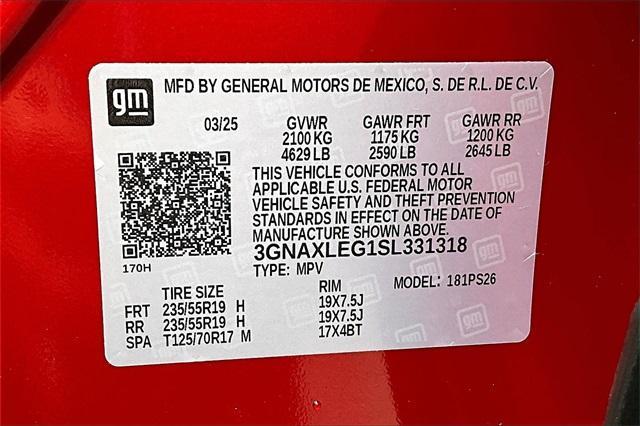 gm
MFD BY GENERAL MOTORS DE MEXICO, S. DE R.L. DE C.V.
03/25 GVWR GAWR FRT GAWR RR
2100 KG 1175 KG 1200 KG
4629 LB 2590 LB 2645 LB
THIS VEHICLE CONFORMS TO ALL
APPLICABLE U.S. FEDERAL MOTOR
VEHICLE SAFETY AND THEFT PREVENTION
STANDARDS IN EFFECT ON THE DATE OF
MANUFACTURE SHOWN ABOVE.
3GNAXLEG1SL331318
170H
TYPE: MPV MODEL: 181PS26
TIRE SIZE RIM
FRT 235/55R19 H 19X7.5J
RR 235/55R19 H 19X7.5J
SPA T125/70R17 M 17X4BT